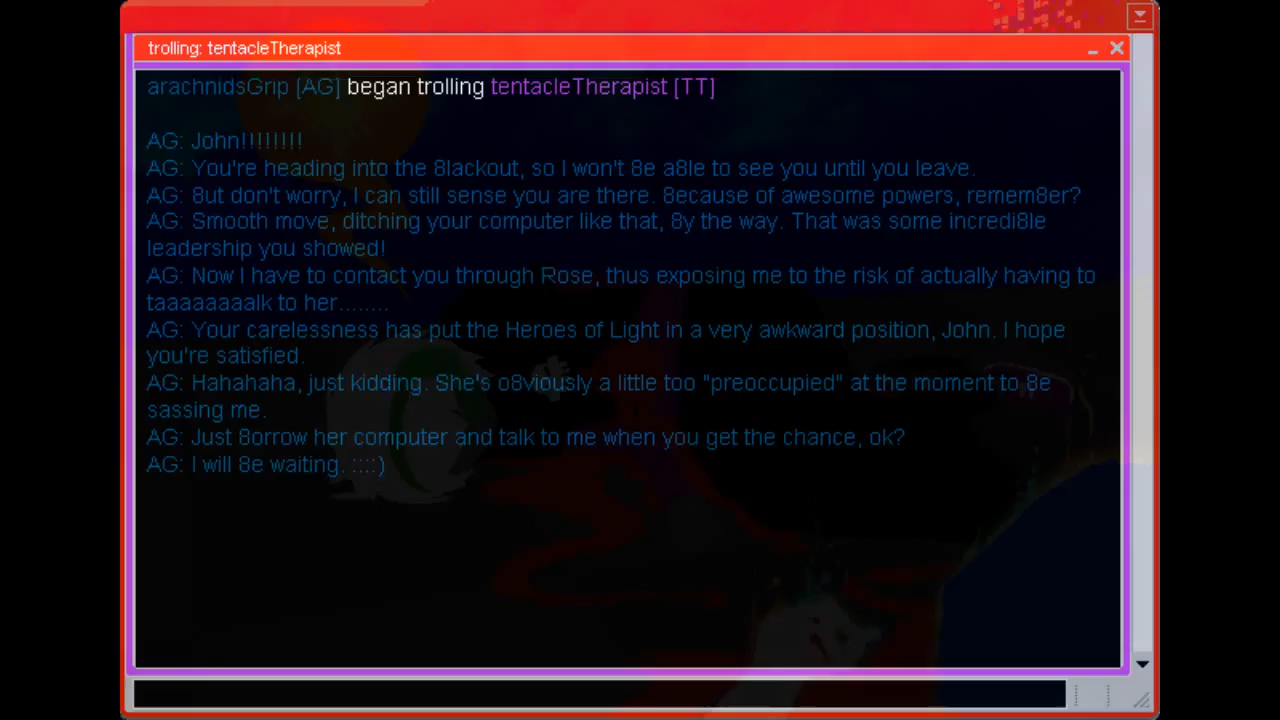 trolling: tentacleTherapist
arachnidsGrip [AG] began trolling tentacleTherapist [TT]
AG: John!!!!!!!!
AG: You're heading into the 8lackout, so I won't 8e a8le to see you until you leave.
AG: 8ut don't worry, I can still sense you are there. 8ecause of awesome powers, remem8er?
AG: Smooth move, ditching your computer like that, 8y the way. That was some incredi8le
leadership you showed!
AG: Now I have to contact you through Rose, thus exposing me to the risk of actually having to
taaaaaaaalk to her........
AG: Your carelessness has put the Heroes of Light in a very awkward position, John. I hope
you're satisfied.
AG: Hahahaha, just kidding. She's o8viously a little too "preoccupied" at the moment to 8e
sassing me.
AG: Just 8orrow her computer and talk to me when you get the chance, ok?
AG: I will 8e waiting. ::::)